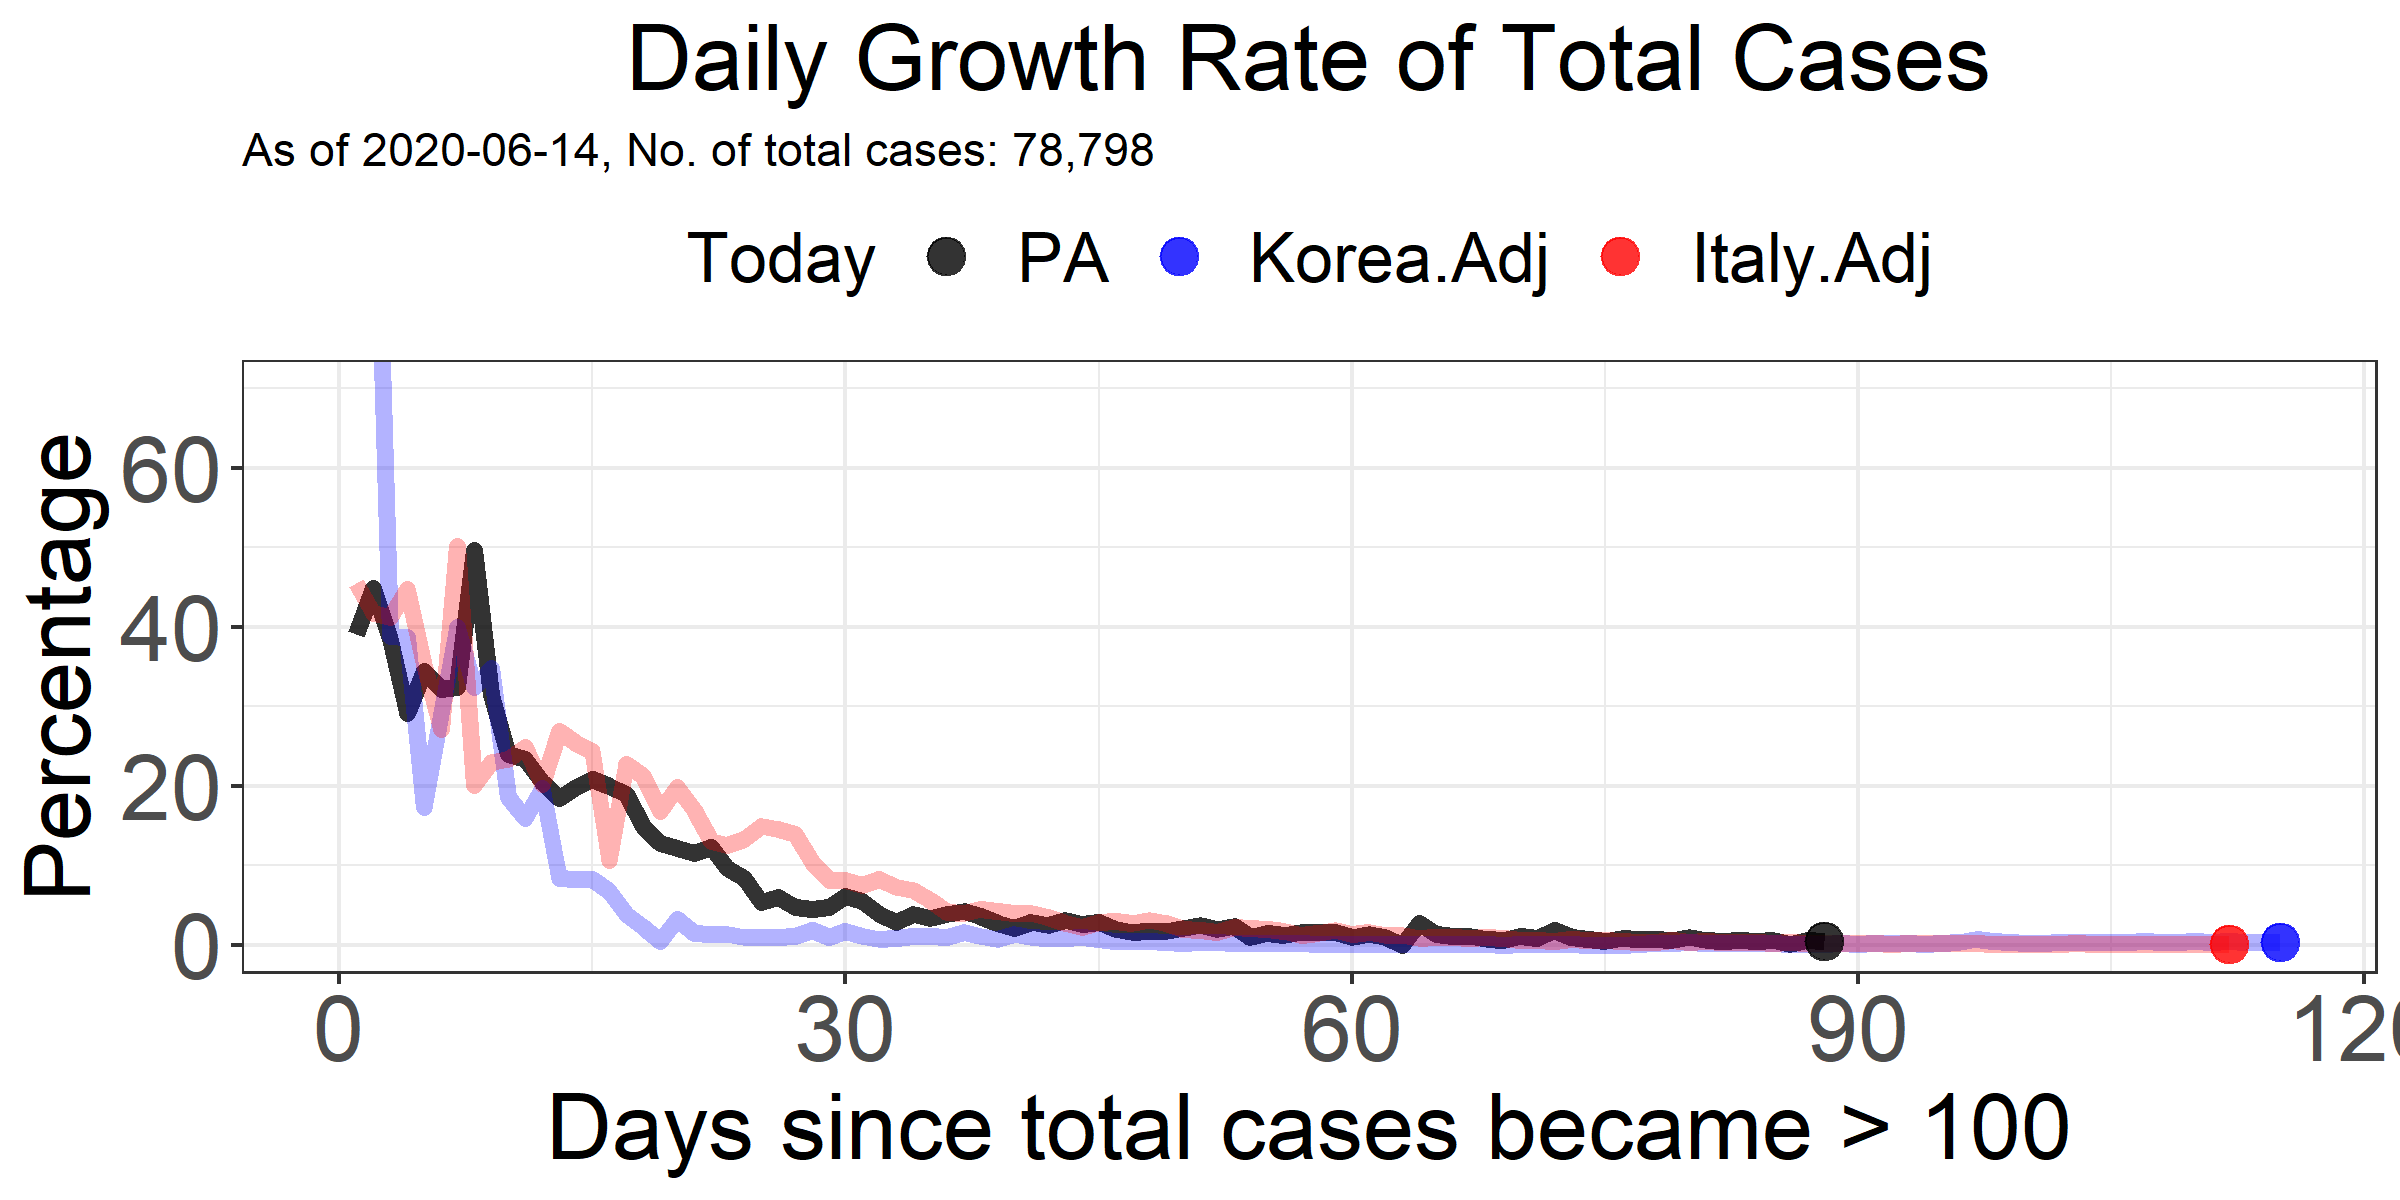 Daily Growth Rate of Total Cases
As of 2020-06-14, No. of total cases: 78,798
Today PA Korea.Adj Italy.Adj
Percentage
60
40
20
0
0 30 60 90 120
Days since total cases became > 100